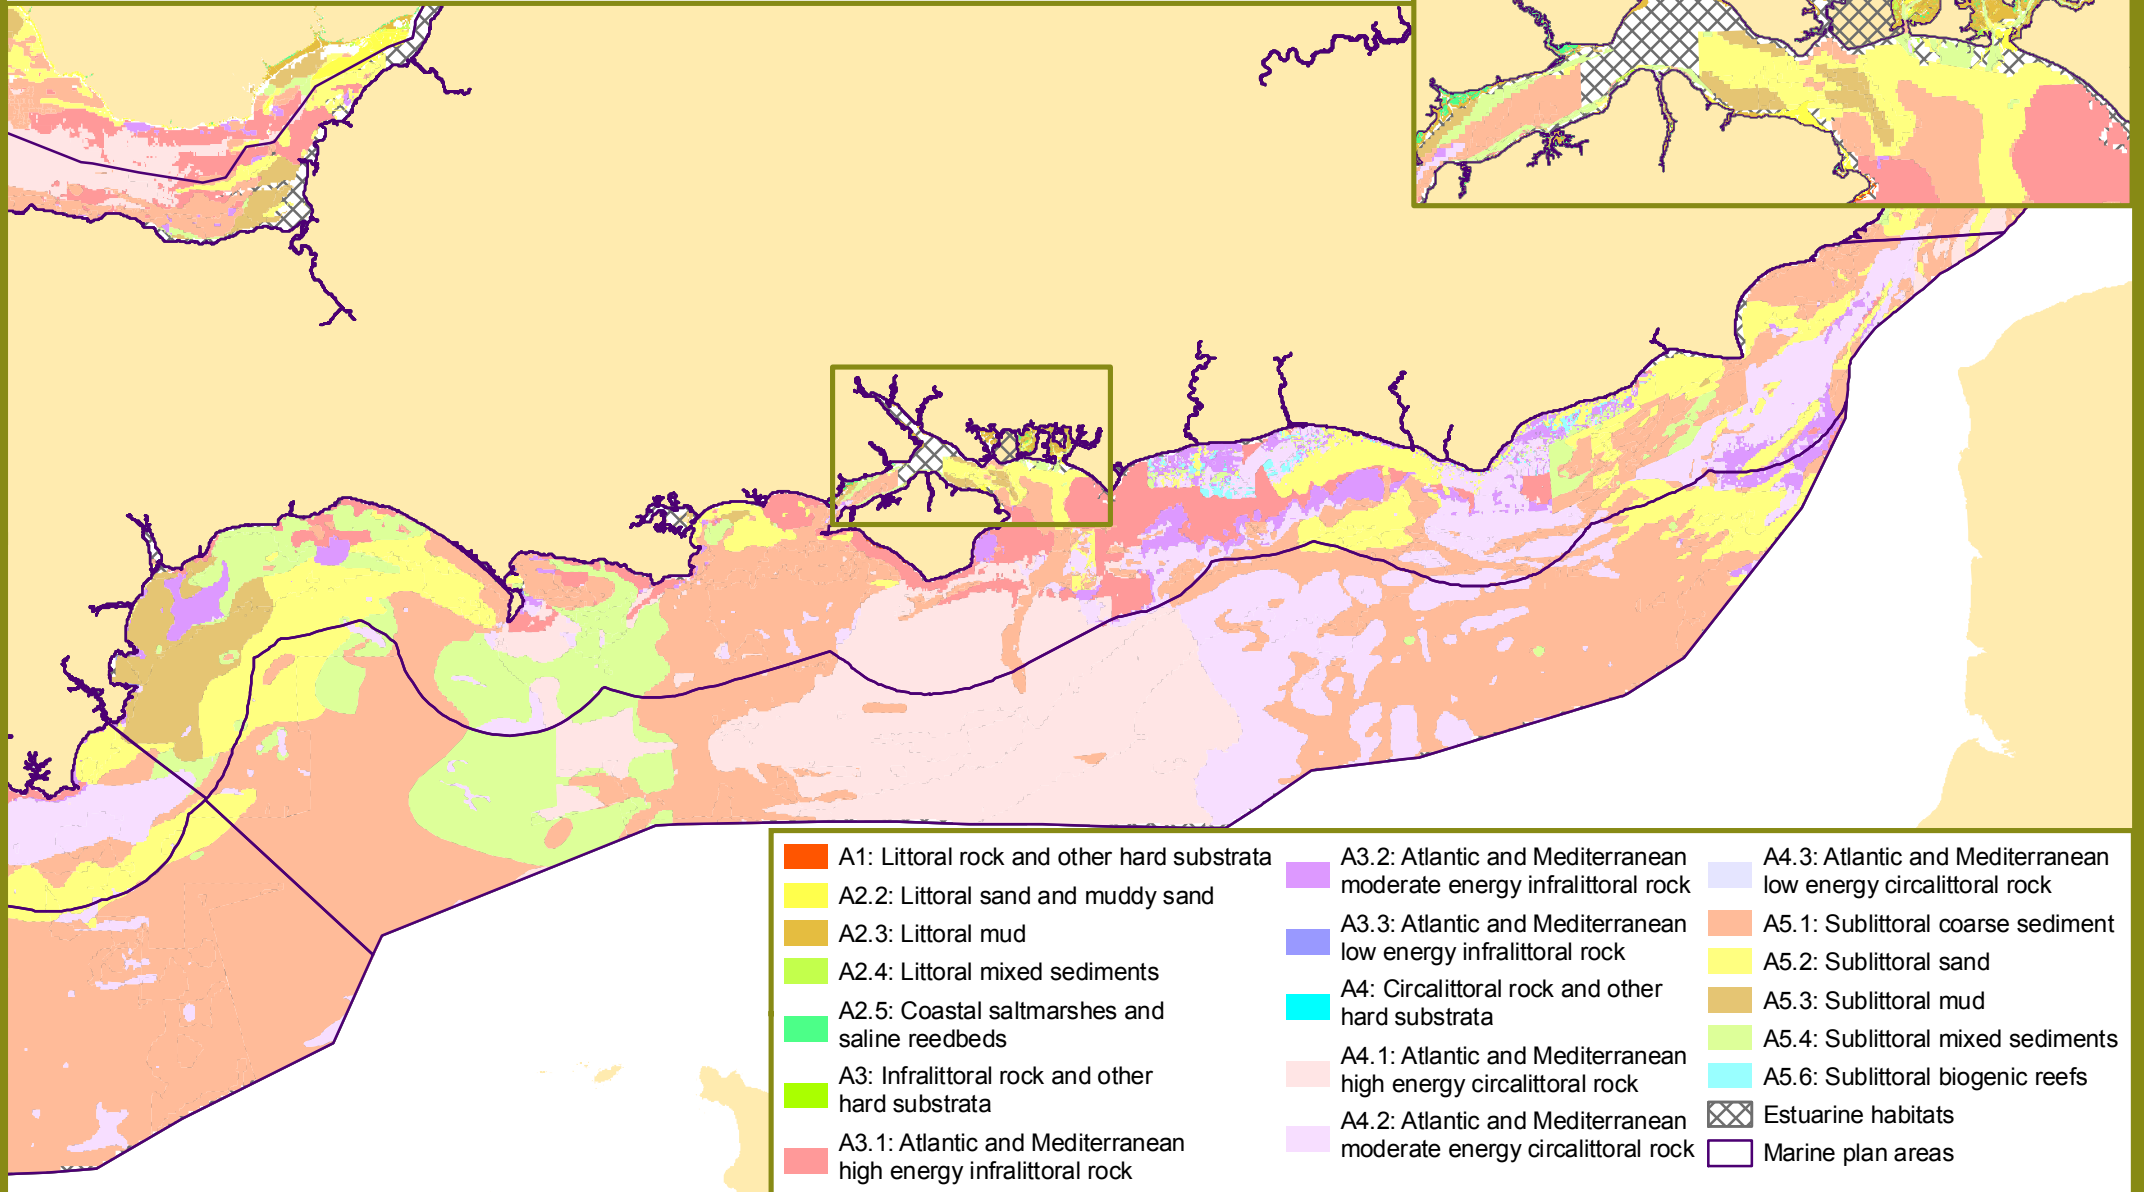 A1: Littoral rock and other hard substrata
A2.2: Littoral sand and muddy sand
A2.3: Littoral mud
A2.4: Littoral mixed sediments
A2.5: Coastal saltmarshes and
saline reedbeds
A3: Infralittoral rock and other
hard substrata
A3.1: Atlantic and Mediterranean
high energy infralittoral rock
A3.2: Atlantic and Mediterranean
moderate energy infralittoral rock
A3.3: Atlantic and Mediterranean
low energy infralittoral rock
A4: Circalittoral rock and other
hard substrata
A4.1: Atlantic and Mediterranean
high energy circalittoral rock
A4.2: Atlantic and Mediterranean
moderate energy circalittoral rock
A4.3: Atlantic and Mediterranean
low energy circalittoral rock
A5.1: Sublittoral coarse sediment
A5.2: Sublittoral sand
A5.3: Sublittoral mud
A5.4: Sublittoral mixed sediments
A5.6: Sublittoral biogenic reefs
Estuarine habitats
Marine plan areas